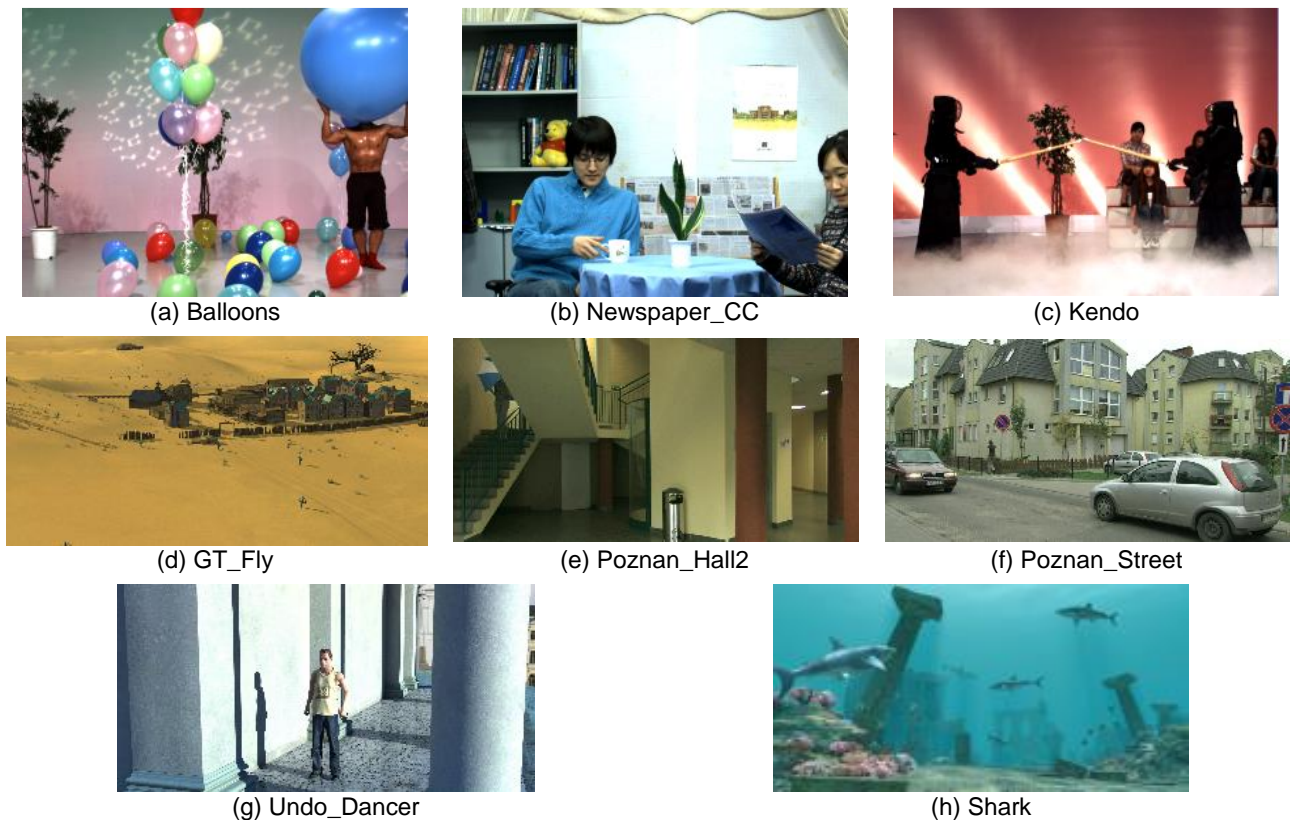 (a) Balloons
(b) Newspaper_CC
(c) Kendo
(d) GT_Fly
(e) Poznan_Hall2
(f) Poznan_Street
(g) Undo_Dancer
(h) Shark